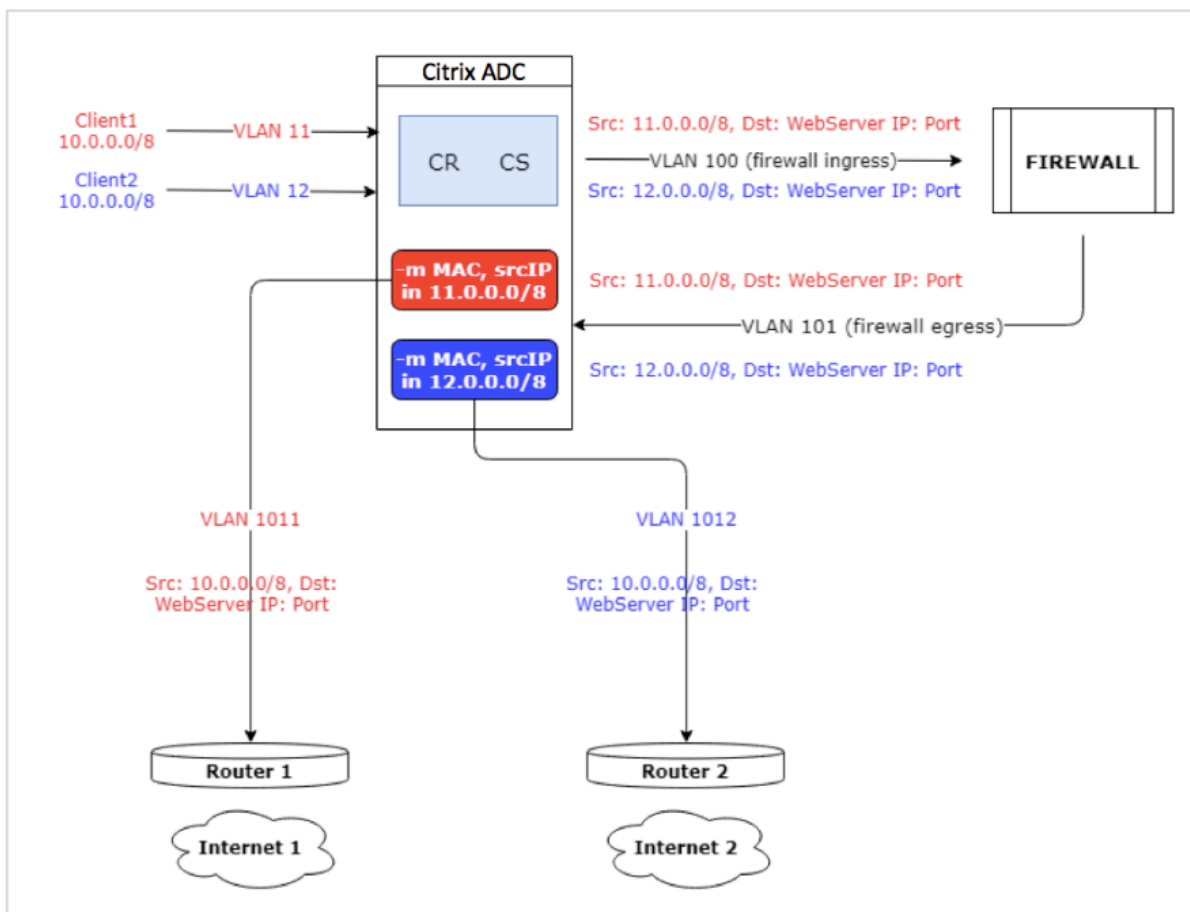 Citrix ADC
Client1
10.0.0.0/8
VLAN 11
Client2
10.0.0.0/8
VLAN 12
CR CS
Src: 11.0.0.0/8, Dst: WebServer IP: Port
VLAN 100 (firewall ingress)
Src: 12.0.0.0/8, Dst: WebServer IP: Port
FIREWALL
-m MAC, srcIP
in 11.0.0.0/8
Src: 11.0.0.0/8, Dst: WebServer IP: Port
VLAN 101 (firewall egress)
-m MAC, srcIP
in 12.0.0.0/8
Src: 12.0.0.0/8, Dst: WebServer IP: Port
VLAN 1011
VLAN 1012
Src: 10.0.0.0/8, Dst:
WebServer IP: Port
Src: 10.0.0.0/8, Dst:
WebServer IP: Port
Router 1
Router 2
Internet 1
Internet 2